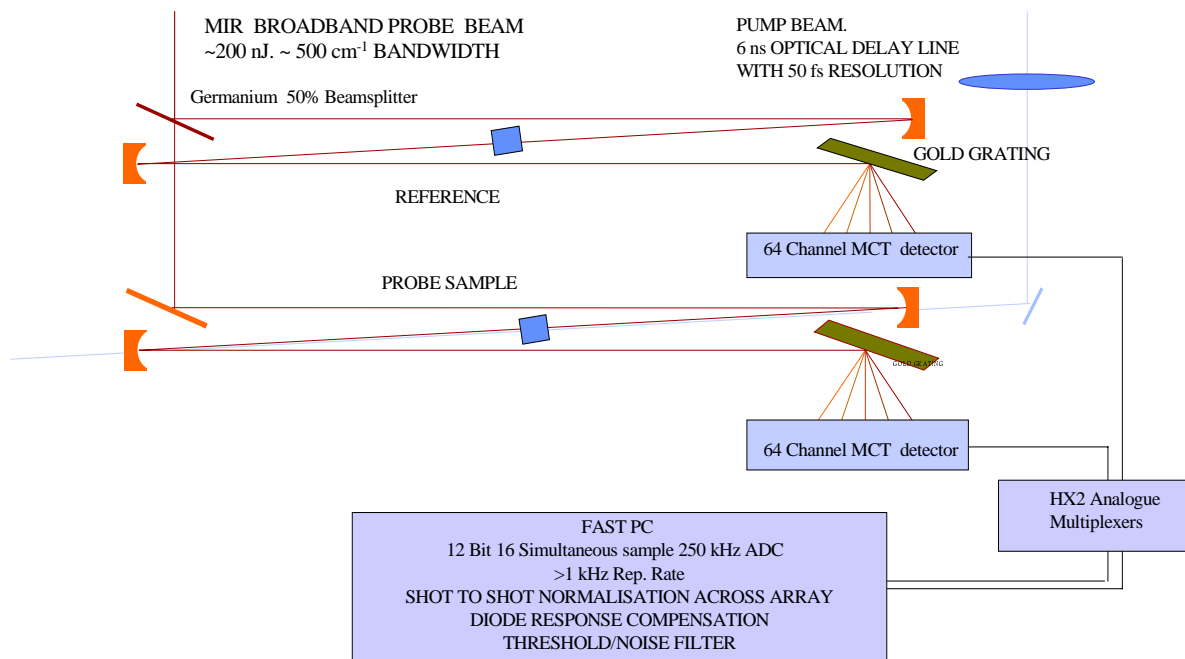 MIR BROADBAND PROBE BEAM
~200 nJ. ~ 500 cm⁻¹ BANDWIDTH
PUMP BEAM.
6 ns OPTICAL DELAY LINE
WITH 50 fs RESOLUTION
Germanium 50% Beamsplitter
GOLD GRATING
REFERENCE
64 Channel MCT detector
PROBE SAMPLE
GOLD GRATING
64 Channel MCT detector
HX2 Analogue
Multiplexers
FAST PC
12 Bit 16 Simultaneous sample 250 kHz ADC
>1 kHz Rep. Rate
SHOT TO SHOT NORMALISATION ACROSS ARRAY
DIODE RESPONSE COMPENSATION
THRESHOLD/NOISE FILTER